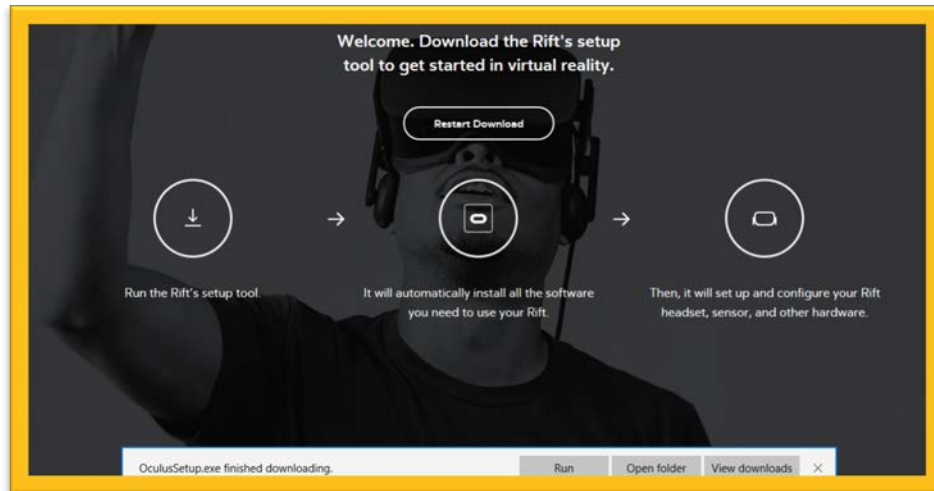 Welcome. Download the Rift's setup
tool to get started in virtual reality.
Restart Download
Run the Rift's setup tool.
It will automatically install all the software
you need to use your Rift.
Then, it will set up and configure your Rift
headset, sensor, and other hardware.
OculusSetup.exe finished downloading.
Run
Open folder
View downloads